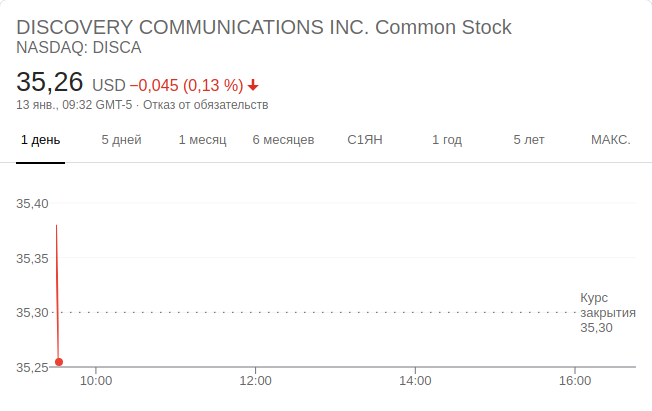 DISCOVERY COMMUNICATIONS INC. Common Stock
NASDAQ: DISCA
35,26 USD −0,045 (0,13 %)
13 янв., 09:32 GMT-5 · Отказ от обязательств
1 день 5 дней 1 месяц 6 месяцев С1ЯН 1 год 5 лет МАКС.
35,40
35,35
35,30
35,25
Курс
закрытия
35,30
10:00 12:00 14:00 16:00